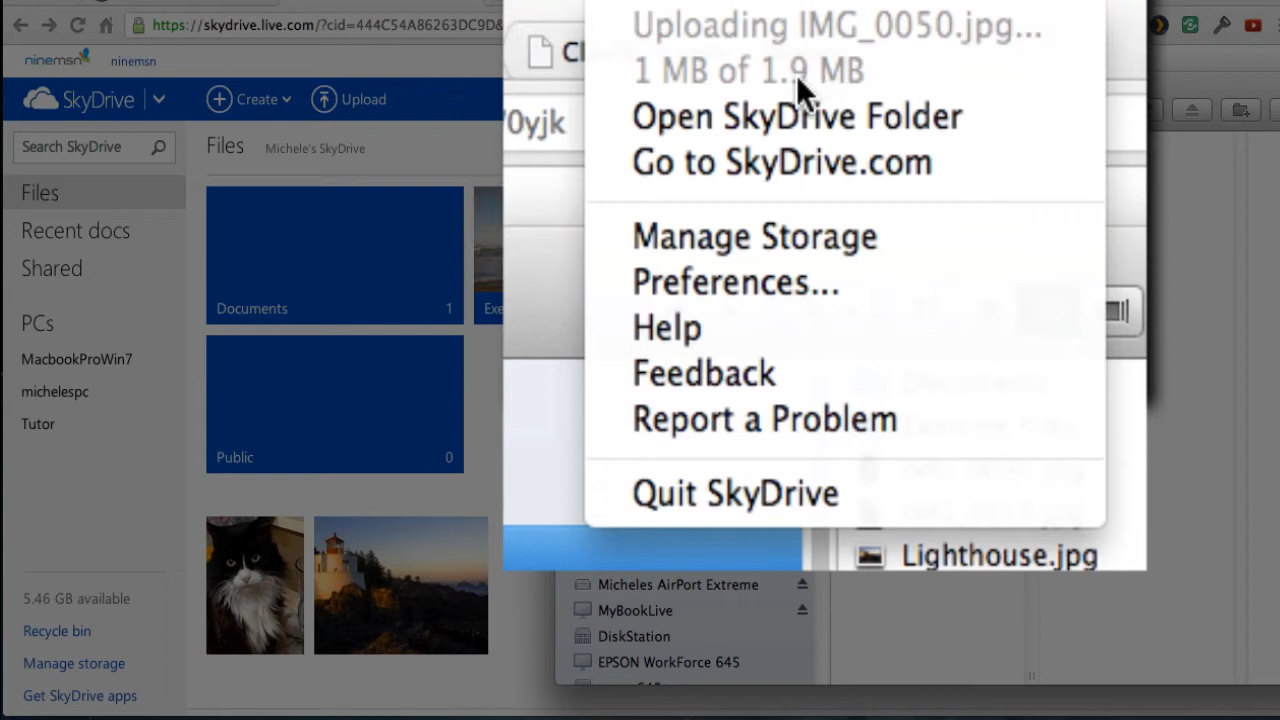 https://skydrive.live.com/?cid=444C54A86263DC9D&
ninemsn
ninemsn
SkyDrive
Create
Upload
Search SkyDrive
Files
Recent docs
Shared
PCs
MacbookProWin7
michelespc
Tutor
5.46 GB available
Recycle bin
Manage storage
Get SkyDrive apps
Files
Michele's SkyDrive
Documents
1
Public
0
Exe
Cl
0yjk
Uploading IMG_0050.jpg...
1 MB of 1.9 MB
Open SkyDrive Folder
Go to SkyDrive.com
Manage Storage
Preferences...
Help
Feedback
Report a Problem
Quit SkyDrive
Lighthouse.jpg
Micheles AirPort Extreme
MyBookLive
DiskStation
EPSON WorkForce 645